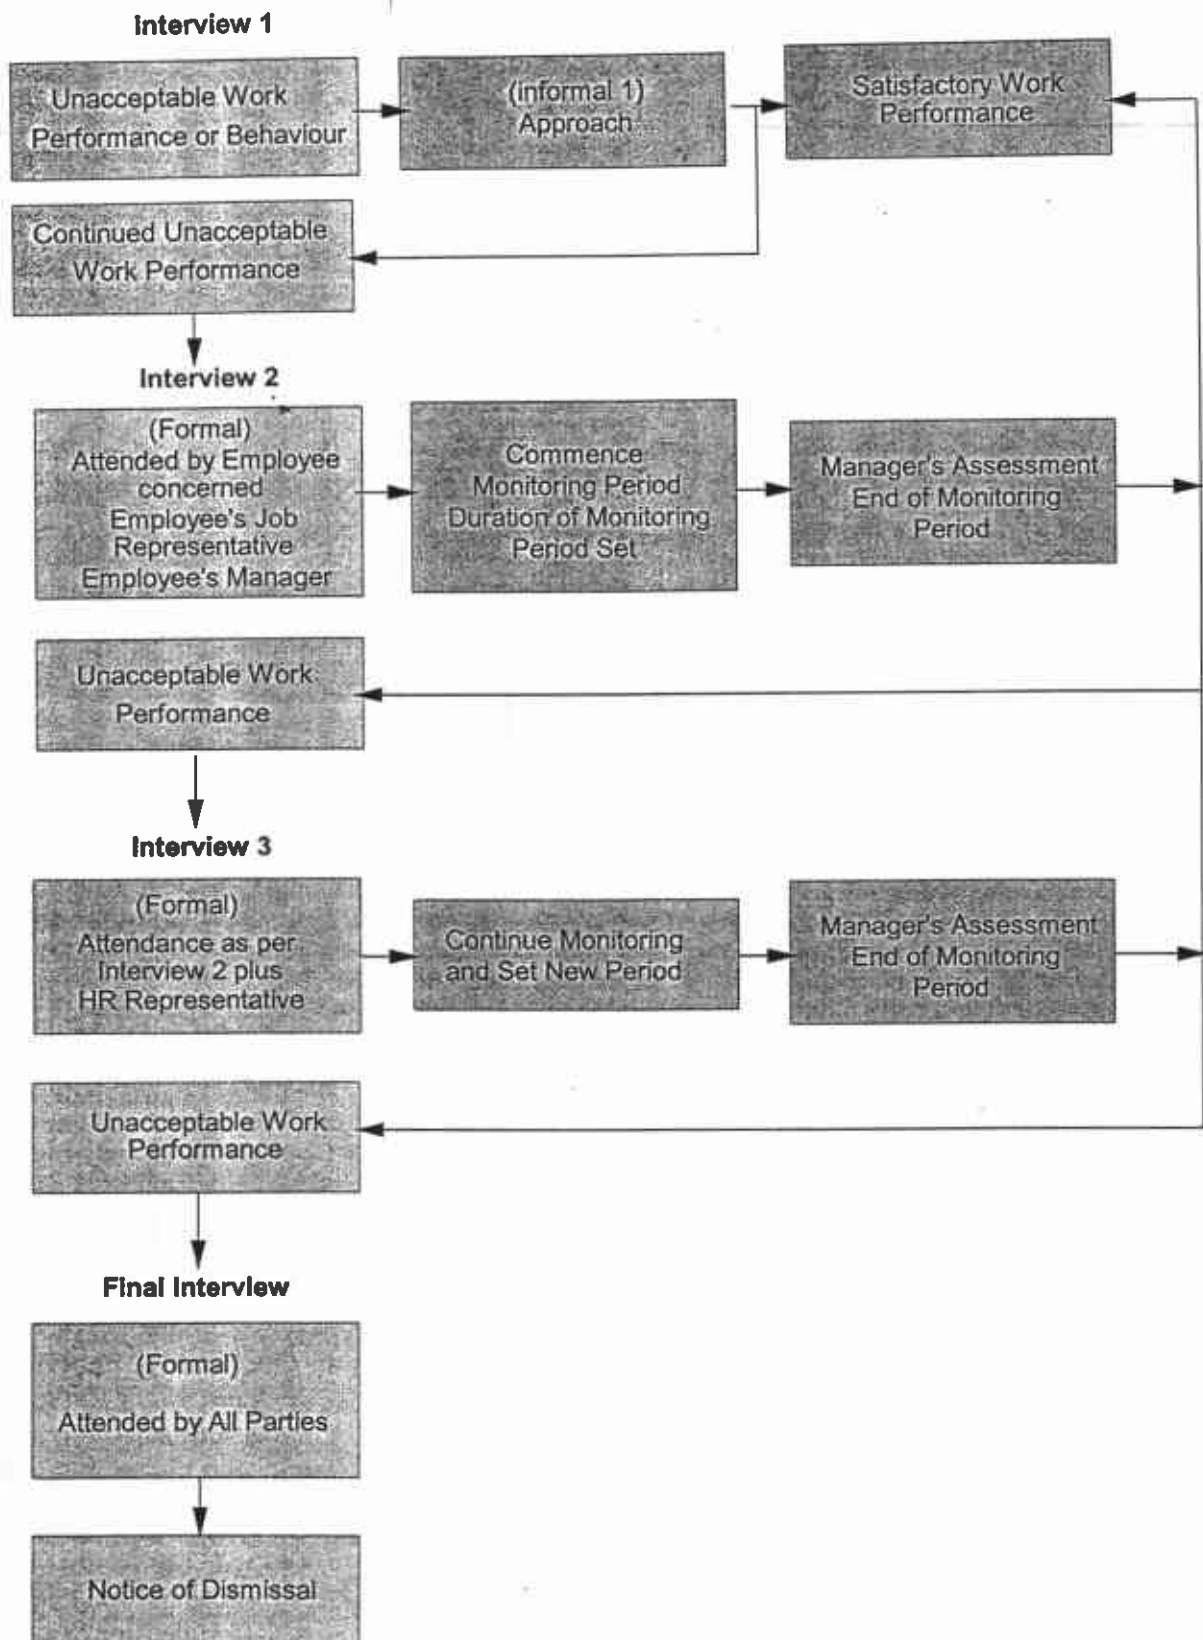 Interview 1
Unacceptable Work
Performance or Behaviour
(informal 1)
Approach
Satisfactory Work
Performance
Continued Unacceptable
Work Performance
Interview 2
(Formal)
Attended by Employee
concerned
Employee's Job
Representative
Employee's Manager
Commence
Monitoring Period
Duration of Monitoring
Period Set
Manager's Assessment
End of Monitoring
Period
Unacceptable Work
Performance
Interview 3
(Formal)
Attendance as per
Interview 2 plus
HR Representative
Continue Monitoring
and Set New Period
Manager's Assessment
End of Monitoring
Period
Unacceptable Work
Performance
Final Interview
(Formal)
Attended by All Parties
Notice of Dismissal